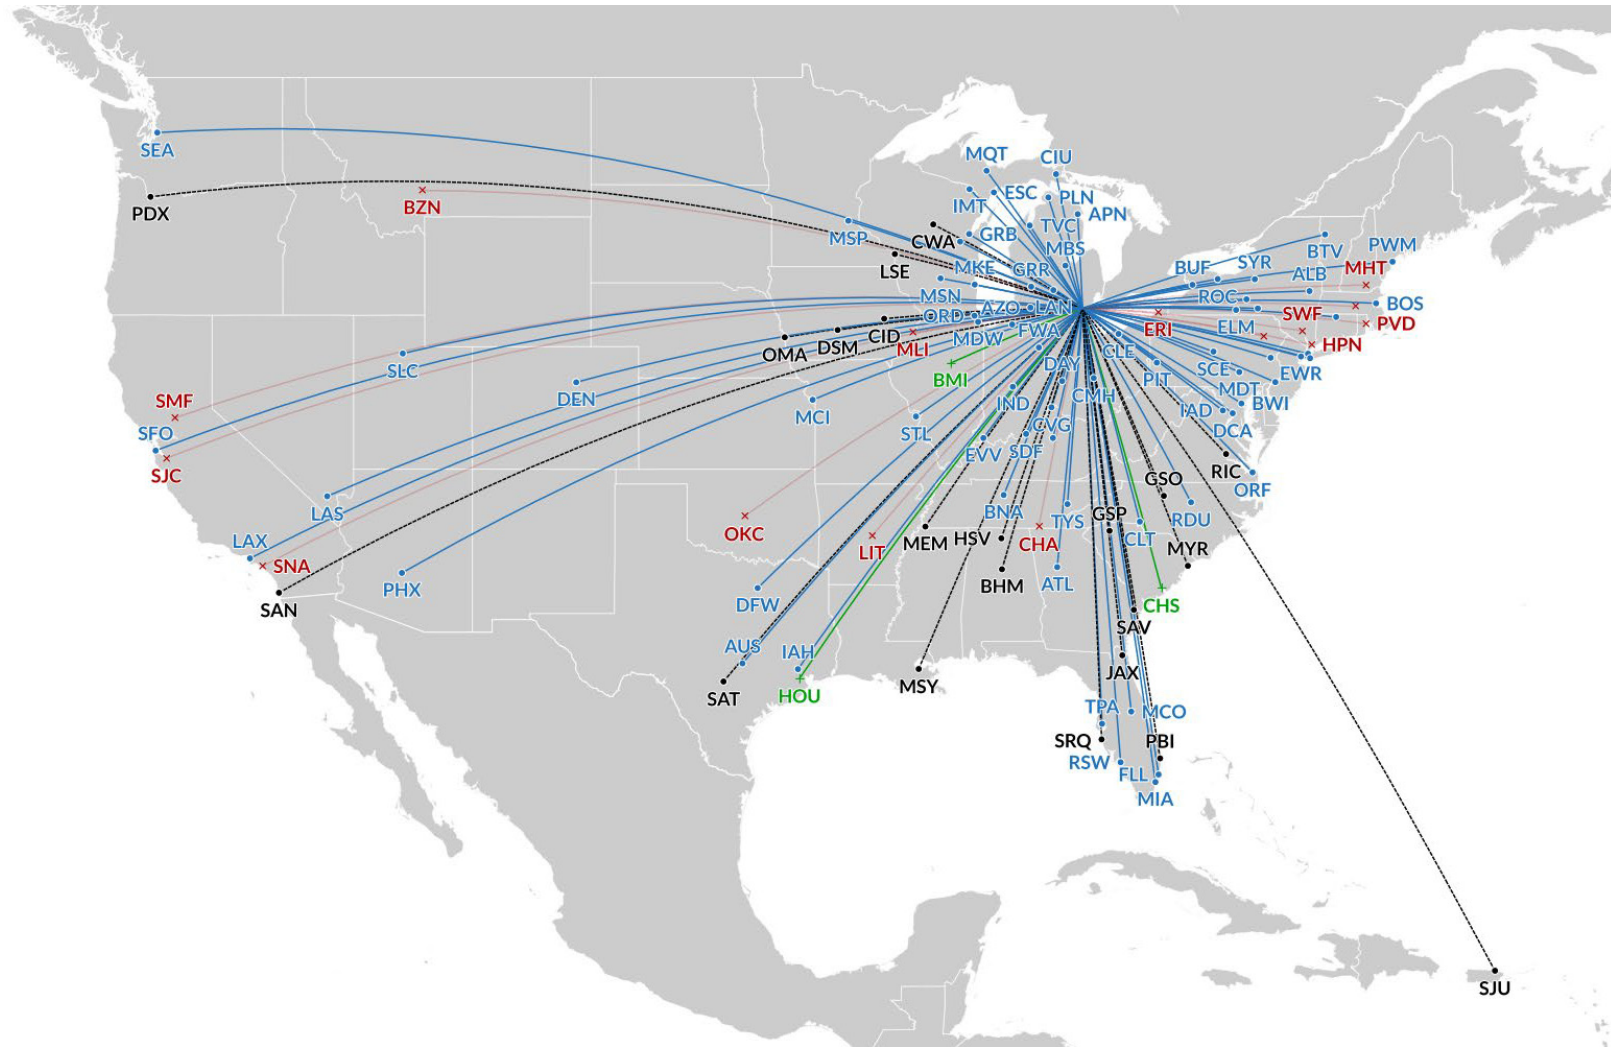 MQT
CIU
SEA
ESC
PLN
IMT
APN
BZN
PDX
TVC
GRB
MSP
CWA
MBS
BTV
PWM
LSE
MKE
GRR
BUF
SYR
MHT
ALB
MSN
AZO
LAN
ROC
BOS
ORD
SWF
PVD
ERI
ELM
CID
FWA
MDW
HPN
OMA
DSM
MLI
CLE
SLC
DAY
SCE
EWR
BMI
PIT
MDT
DEN
IND
CMH
SMF
BWI
MCI
IAD
SFO
STL
CVG
DCA
EVV
SDF
RIC
SJC
GSO
ORF
LAS
BNA
TYS
GSP
RDU
OKC
LAX
MEM
HSV
CHA
CLT
LIT
MYR
SNA
PHX
BHM
ATL
SAN
DFW
CHS
SAV
AUS
IAH
JAX
MSY
HOU
SAT
TPA
MCO
SRQ
PBI
RSW
FLL
MIA
SJU